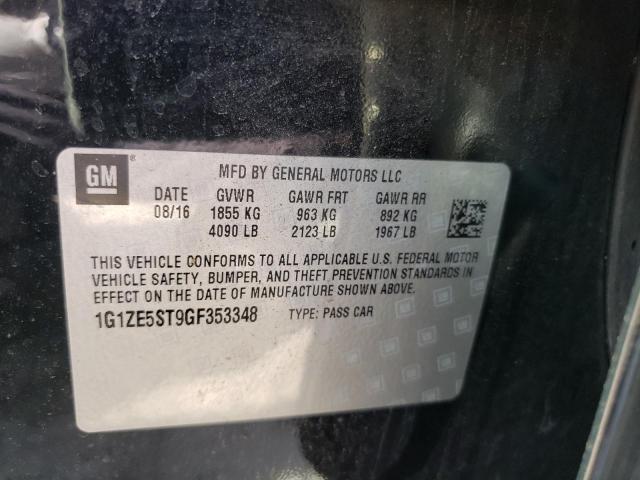 GM ®
MFD BY GENERAL MOTORS LLC
DATE GVWR GAWR FRT GAWR RR
08/16 1855 KG 963 KG 892 KG
4090 LB 2123 LB 1967 LB
THIS VEHICLE CONFORMS TO ALL APPLICABLE U.S. FEDERAL MOTOR
VEHICLE SAFETY, BUMPER, AND THEFT PREVENTION STANDARDS IN
EFFECT ON THE DATE OF MANUFACTURE SHOWN ABOVE.
1G1ZE5ST9GF353348 TYPE: PASS CAR